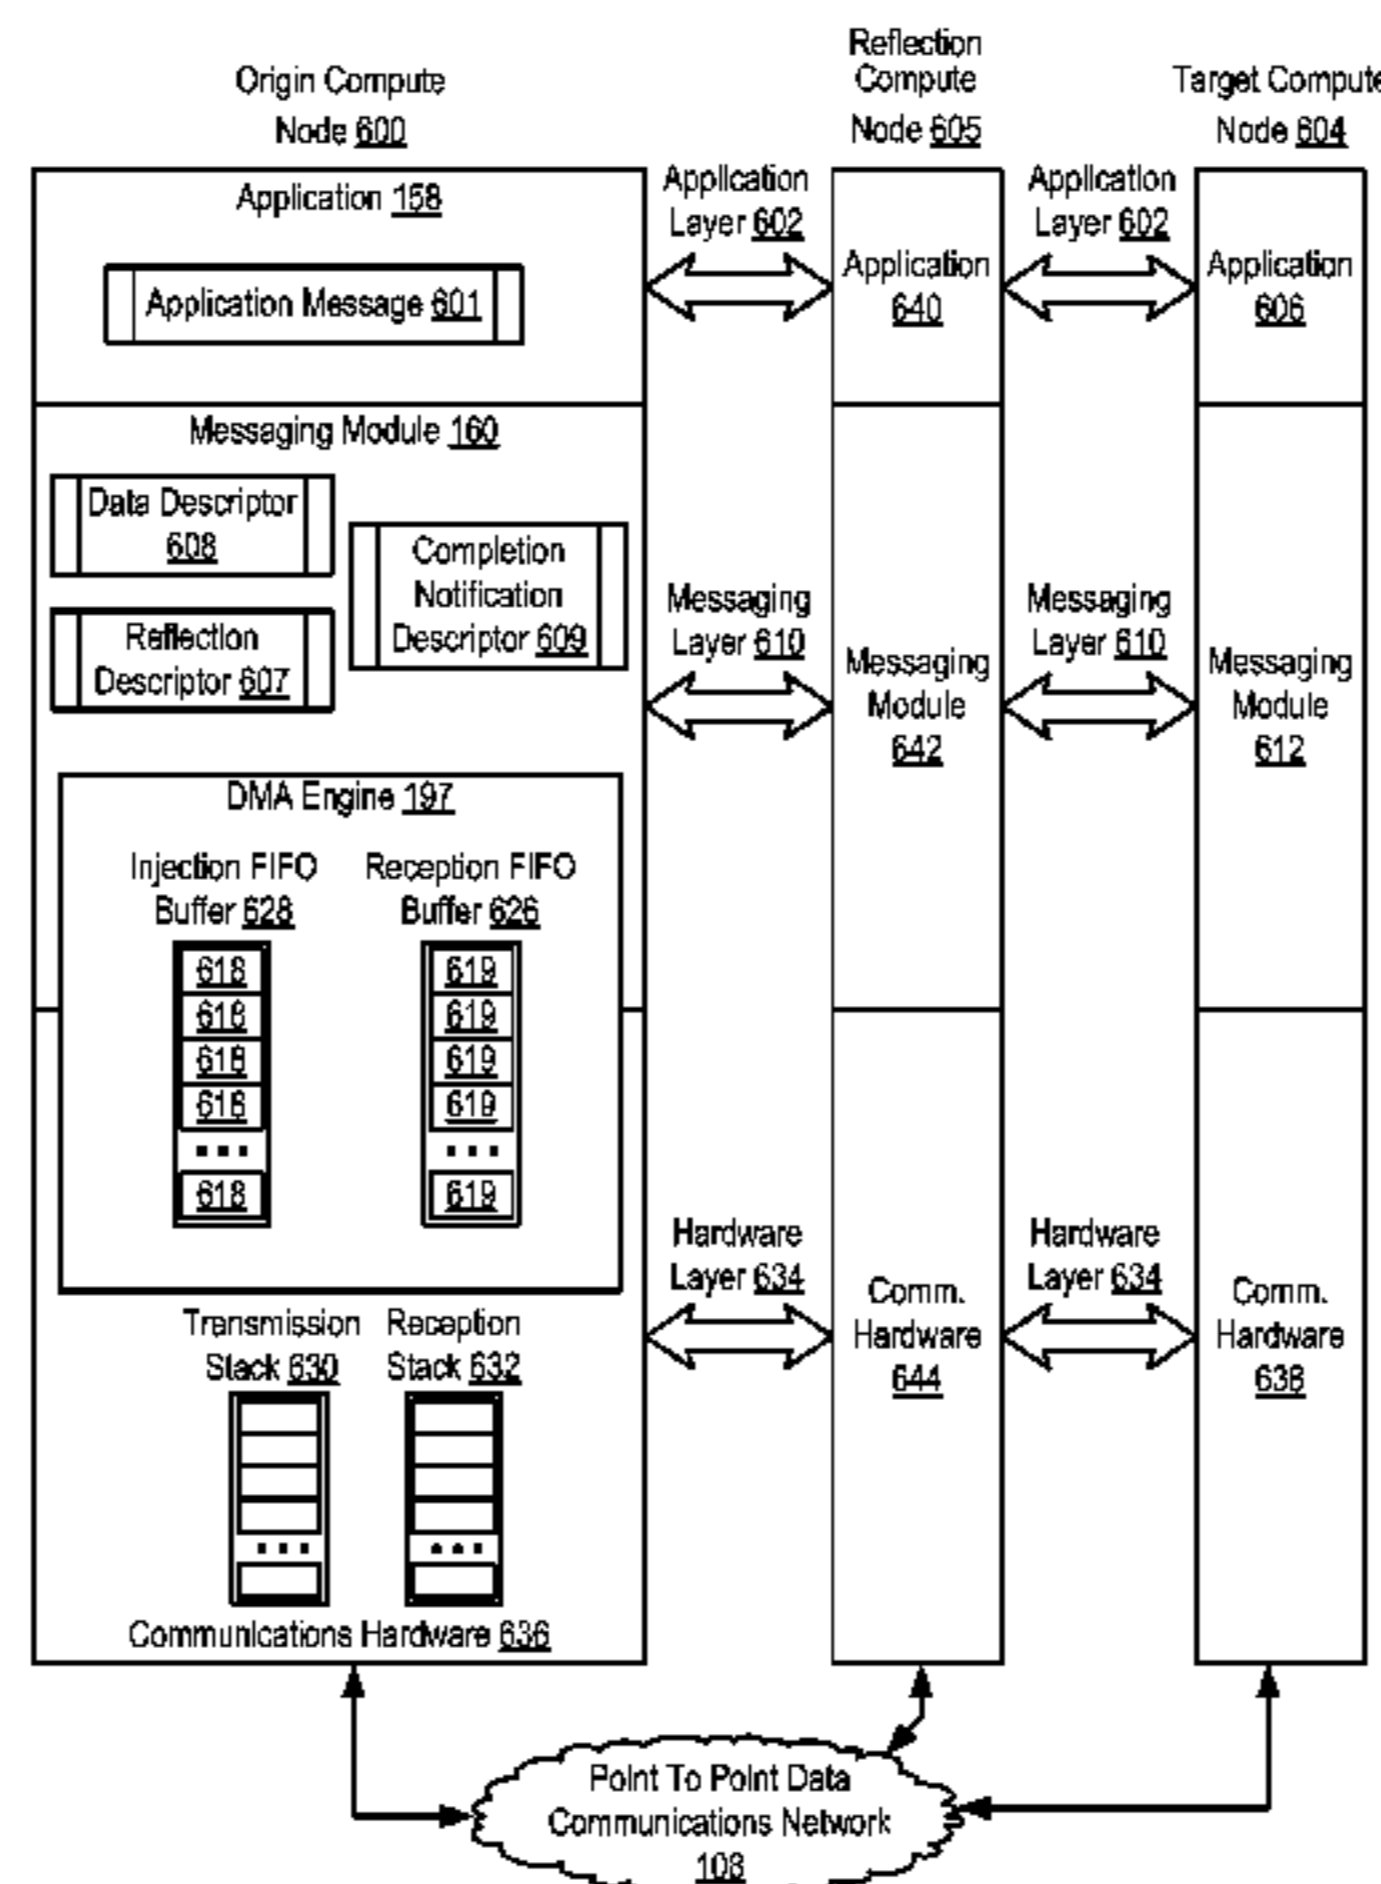 Origin Compute
Node 600
Reflection
Compute
Node 605
Target Compute
Node 604
Application 158
Application Message 601
Application
Layer 602
Application
640
Application
Layer 602
Application
606
Messaging Module 160
Data Descriptor
608
Completion
Notification
Descriptor 609
Reflection
Descriptor 607
Messaging
Layer 610
Messaging
Module
642
Messaging
Layer 610
Messaging
Module
612
DMA Engine 197
Injection FIFO
Buffer 628
Reception FIFO
Buffer 626
618
618
618
618
...
618
619
619
619
619
...
619
Hardware
Layer 634
Comm.
Hardware
644
Hardware
Layer 634
Comm.
Hardware
638
Transmission
Stack 630
Reception
Stack 632
...
...
Communications Hardware 636
Point To Point Data
Communications Network
108